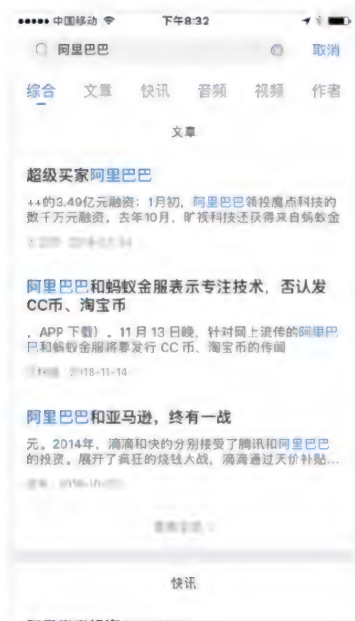 中国移动 下午8:32
阿里巴巴 取消
综合 文章 快讯 音频 视频 作者
文章
超级买家阿里巴巴
++的3.49亿元融资：1月初，阿里巴巴领投魔点科技的
数千万元融资，去年10月，旷视科技还获得来自蚂蚁金
阿里巴巴和蚂蚁金服表示专注技术，否认发
CC币、淘宝币
，APP 下载）。11 月 13 日晚，针对网上流传的阿里巴
巴和蚂蚁金服将要发行 CC 币、淘宝币的传闻
2018-11-14
阿里巴巴和亚马逊，终有一战
元。2014年，滴滴和快的分别接受了腾讯和阿里巴巴
的投资。展开了疯狂的烧钱大战，滴滴通过天价补贴...
快讯